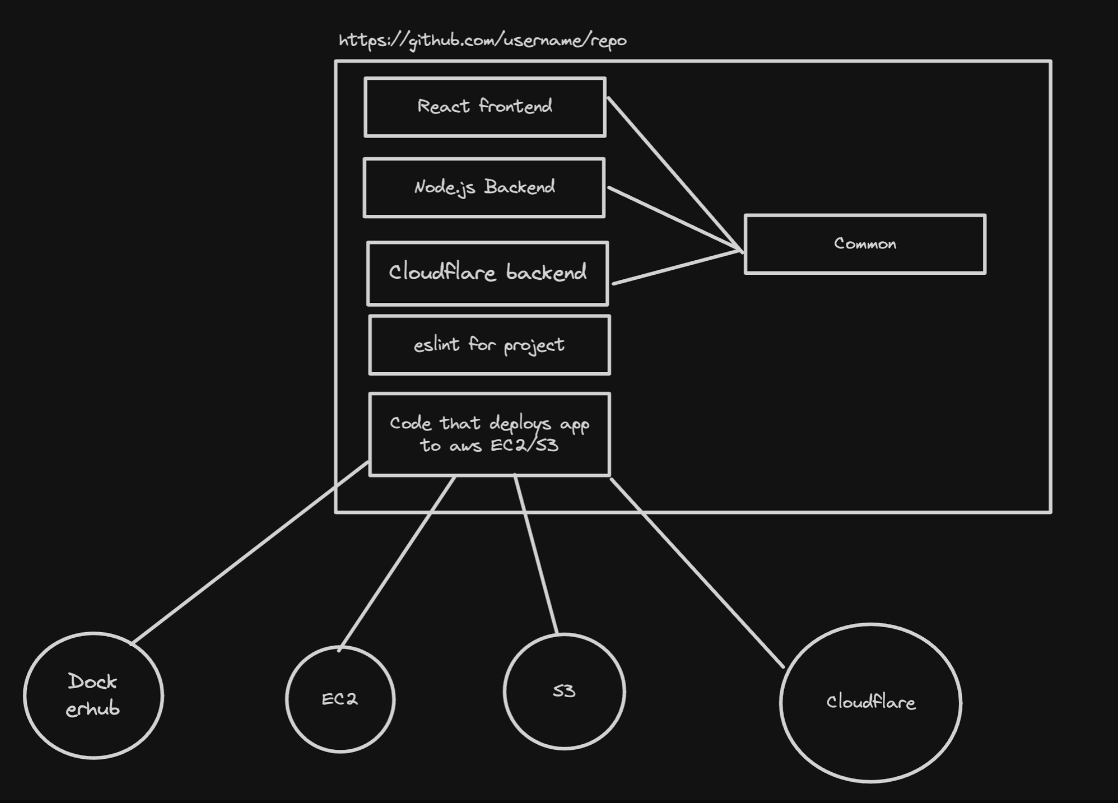 https://github.com/username/repo
React frontend
Node.js Backend
Common
Cloudflare backend
eslint for project
Code that deploys app
to aws EC2/S3
Dock
erhub
EC2
S3
Cloudflare